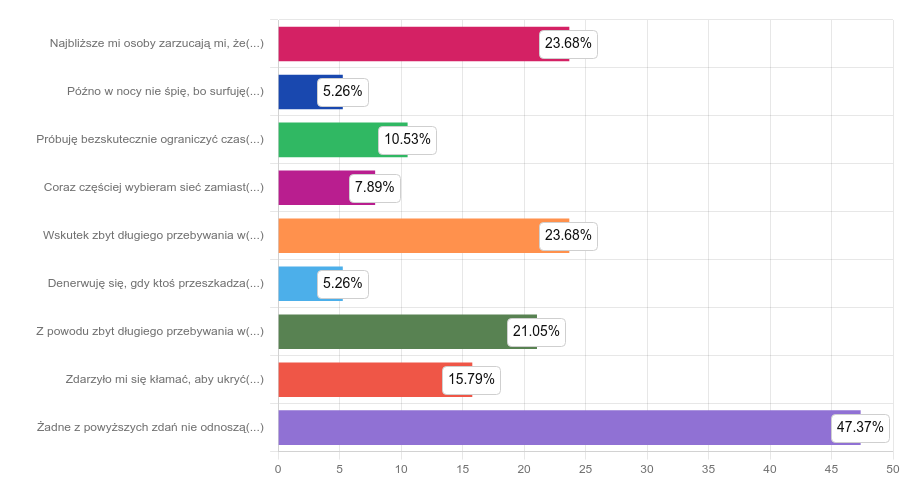 Najbliższe mi osoby zarzucają mi, że(...) 23.68%
Późno w nocy nie śpię, bo surfuję(...) 5.26%
Próbuję bezskutecznie ograniczyć czas(...) 10.53%
Coraz częściej wybieram sieć zamiast(...) 7.89%
Wskutek zbyt długiego przebywania w(...) 23.68%
Denerwuję się, gdy ktoś przeszkadza(...) 5.26%
Z powodu zbyt długiego przebywania w(...) 21.05%
Zdarzyło mi się kłamać, aby ukryć(...) 15.79%
Żadne z powyższych zdań nie odnoszą(...) 47.37%
0 5 10 15 20 25 30 35 40 45 50